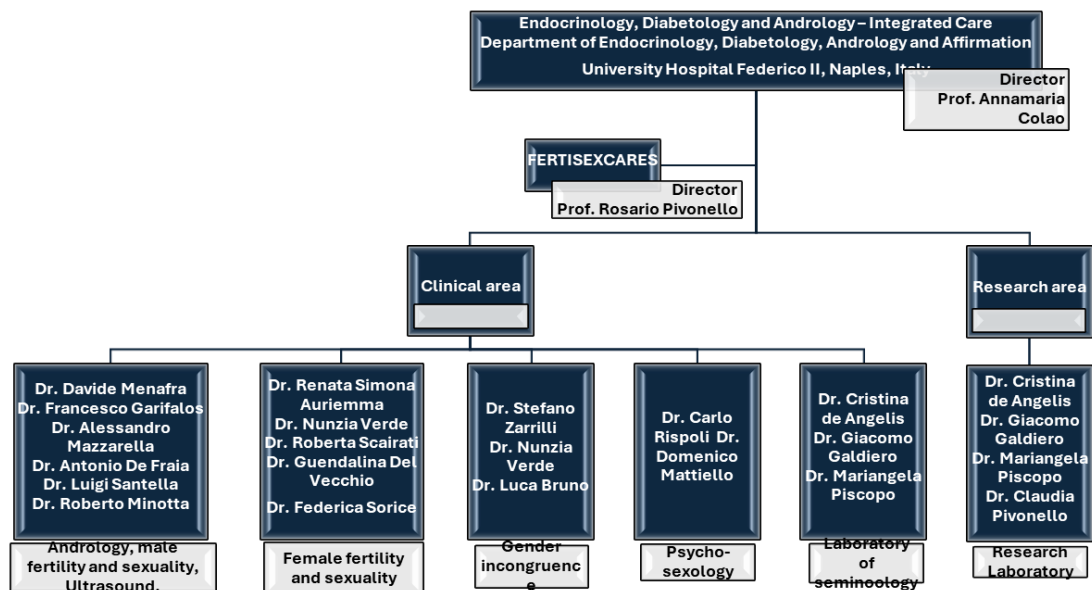 Endocrinology, Diabetology and Andrology – Integrated Care
Department of Endocrinology, Diabetology, Andrology and Affirmation
University Hospital Federico II, Naples, Italy
Director
Prof. Annamaria
Colao
FERTISEXCARES
Director
Prof. Rosario Pivonello
Clinical area
Research area
Dr. Davide Menafra
Dr. Francesco Garifalos
Dr. Alessandro
Mazzarella
Dr. Antonio De Fraia
Dr. Luigi Santella
Dr. Roberto Minotta
Andrology, male
fertility and sexuality,
Ultrasound,
Dr. Renata Simona
Auriemma
Dr. Nunzia Verde
Dr. Roberta Scairati
Dr. Guendalina Del
Vecchio
Dr. Federica Sorice
Female fertility
and sexuality
Dr. Stefano
Zarrilli
Dr. Nunzia
Verde
Dr. Luca Bruno
Gender
incongruenc
e
Dr. Carlo
Rispoli Dr.
Domenico
Mattiello
Psycho-
sexology
Dr. Cristina
de Angelis
Dr. Giacomo
Galdiero
Dr. Mariangela
Piscopo
Laboratory
of
seminoology
Dr. Cristina
de Angelis
Dr. Giacomo
Galdiero
Dr. Mariangela
Piscopo
Dr. Claudia
Pivonello
Research
Laboratory